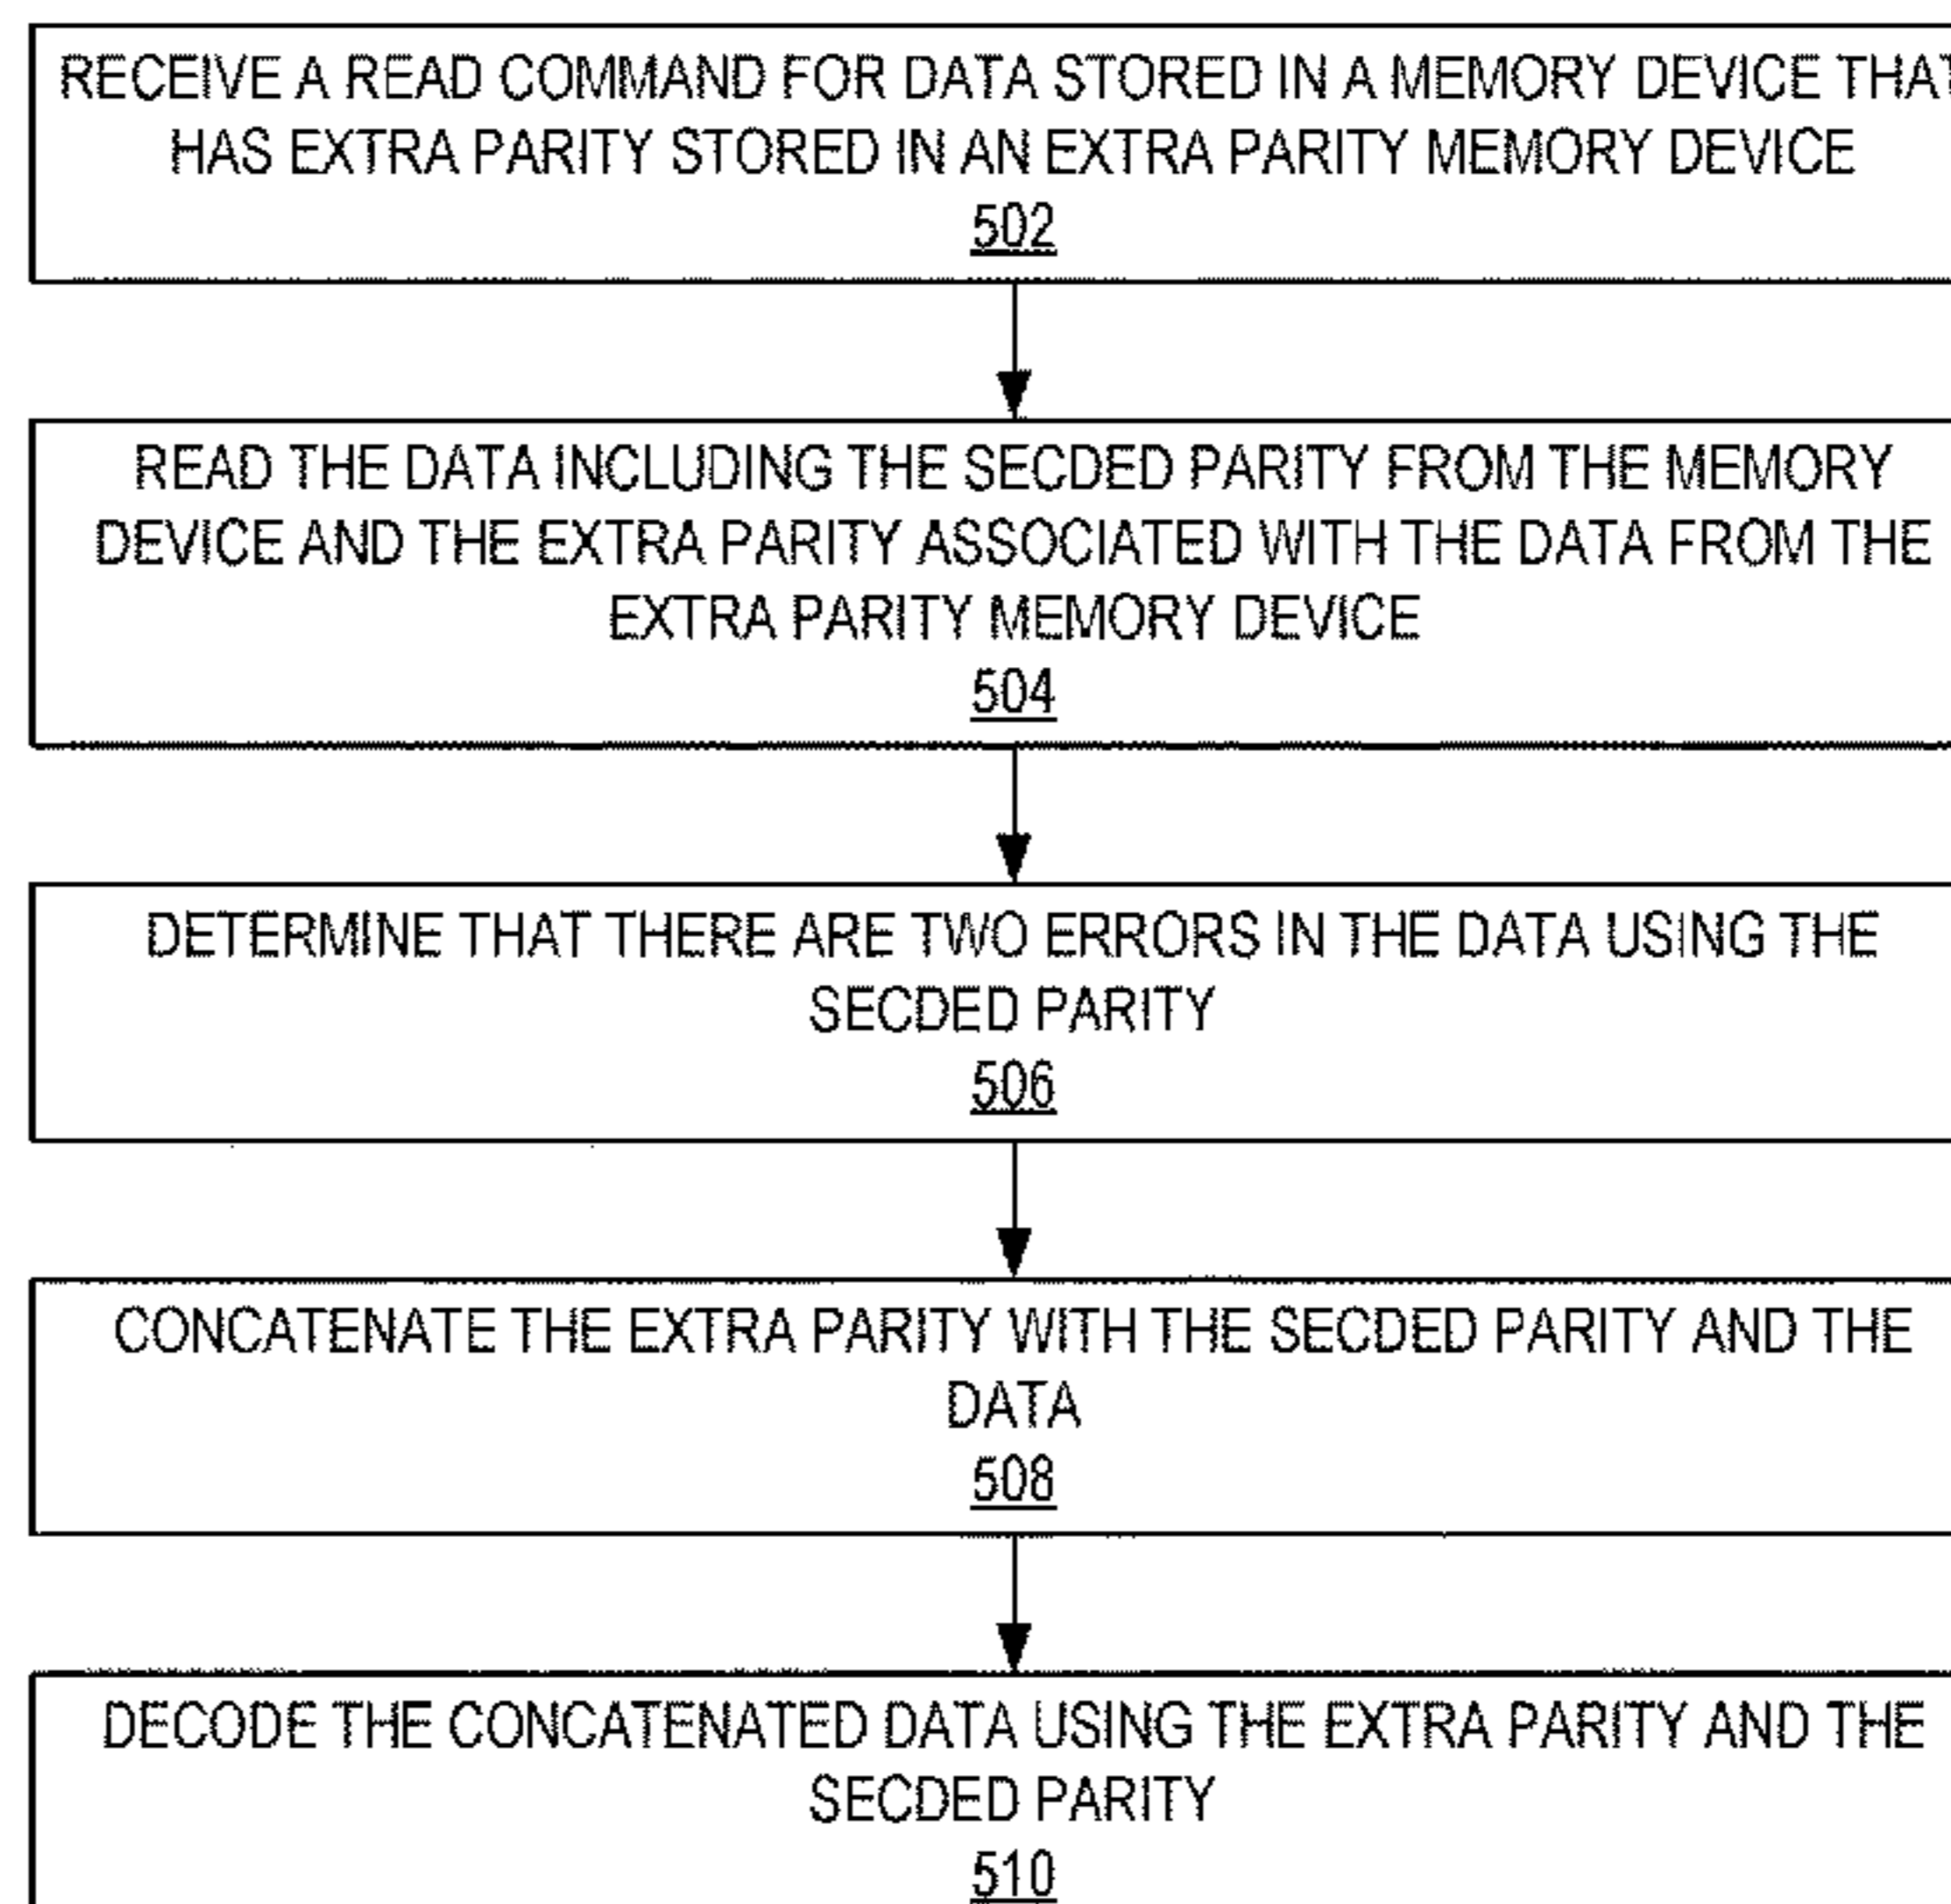 RECEIVE A READ COMMAND FOR DATA STORED IN A MEMORY DEVICE THAT
HAS EXTRA PARITY STORED IN AN EXTRA PARITY MEMORY DEVICE
502
READ THE DATA INCLUDING THE SECDED PARITY FROM THE MEMORY
DEVICE AND THE EXTRA PARITY ASSOCIATED WITH THE DATA FROM THE
EXTRA PARITY MEMORY DEVICE
504
DETERMINE THAT THERE ARE TWO ERRORS IN THE DATA USING THE
SECDED PARITY
506
CONCATENATE THE EXTRA PARITY WITH THE SECDED PARITY AND THE
DATA
508
DECODE THE CONCATENATED DATA USING THE EXTRA PARITY AND THE
SECDED PARITY
510